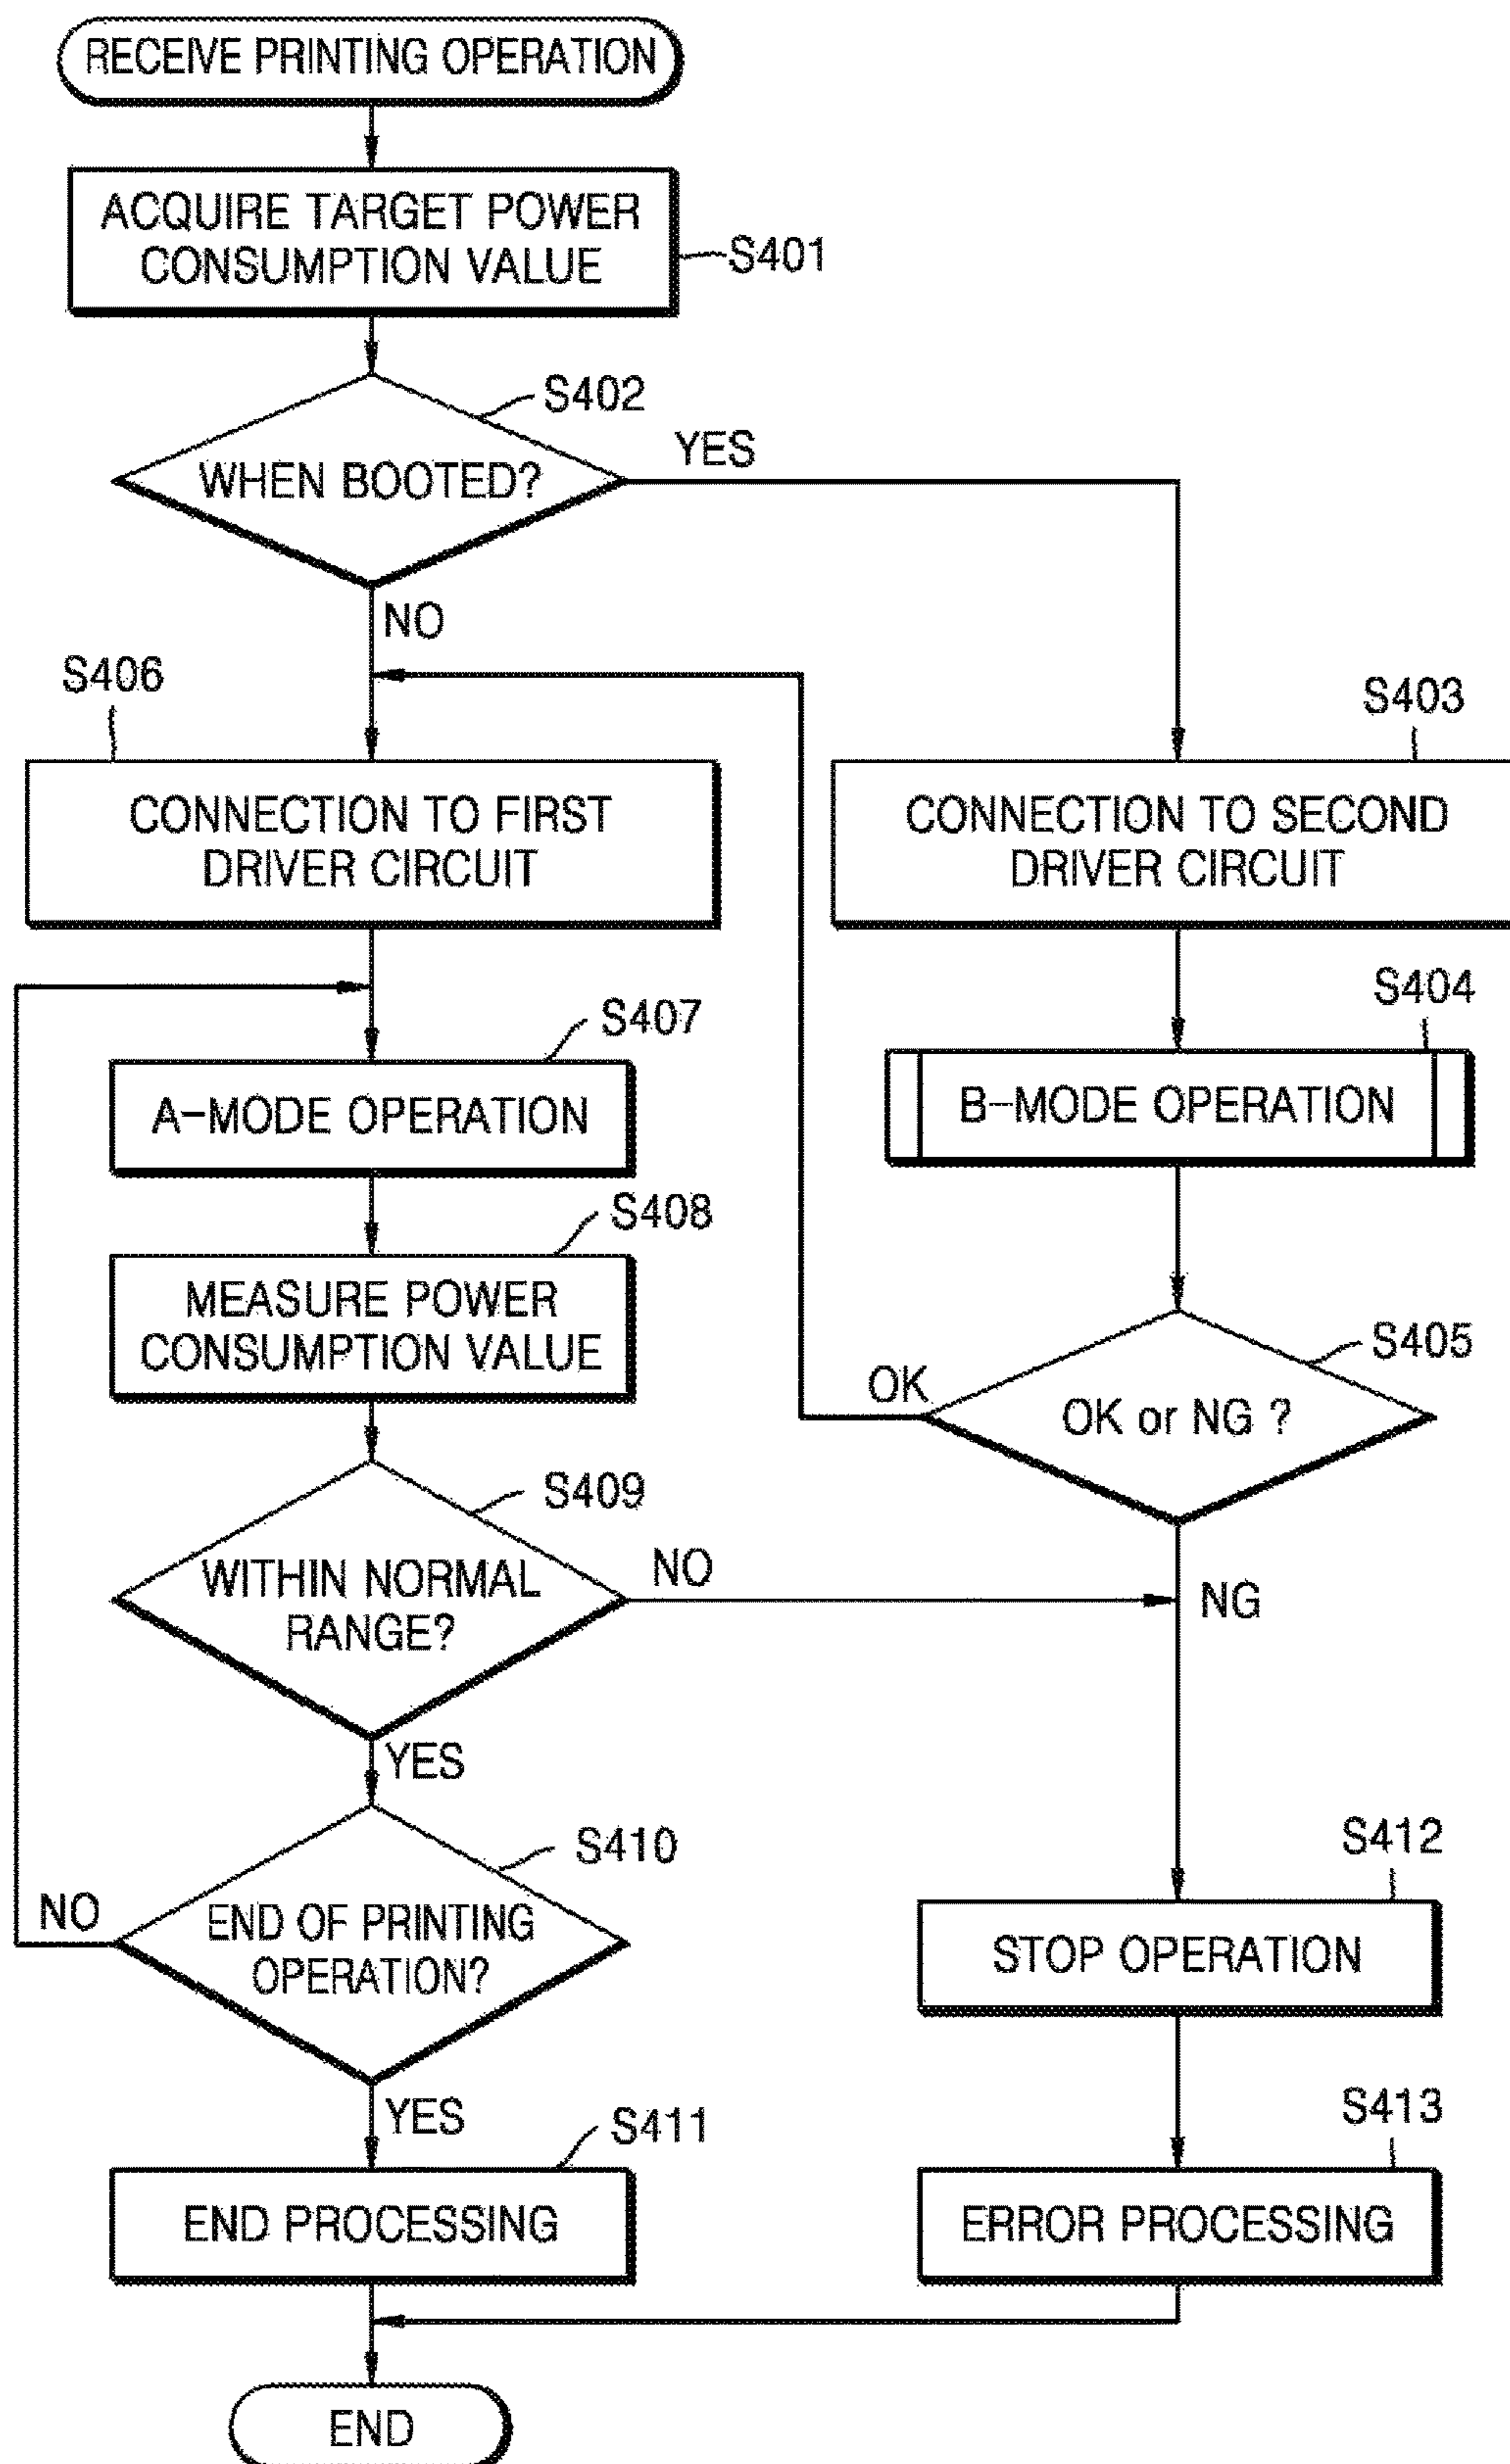 RECEIVE PRINTING OPERATION
ACQUIRE TARGET POWER
CONSUMPTION VALUE
S401
S402
WHEN BOOTED?
YES
NO
S406
CONNECTION TO FIRST
DRIVER CIRCUIT
S403
CONNECTION TO SECOND
DRIVER CIRCUIT
S407
A-MODE OPERATION
S404
B-MODE OPERATION
S408
MEASURE POWER
CONSUMPTION VALUE
S405
OK
OK or NG ?
NG
S409
WITHIN NORMAL
RANGE?
NO
YES
S410
END OF PRINTING
OPERATION?
NO
YES
S412
STOP OPERATION
S411
END PROCESSING
S413
ERROR PROCESSING
END